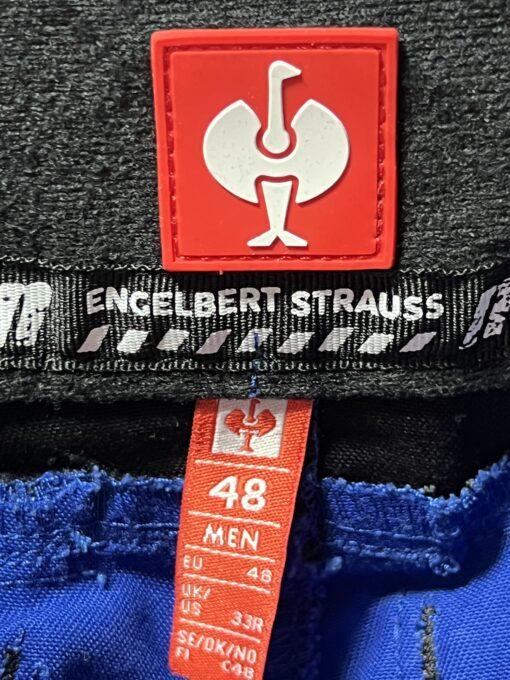 ENGELBERT STRAUSS
48
MEN
EU 48
UK/
US 33R
SE/DK/NO
FI C48